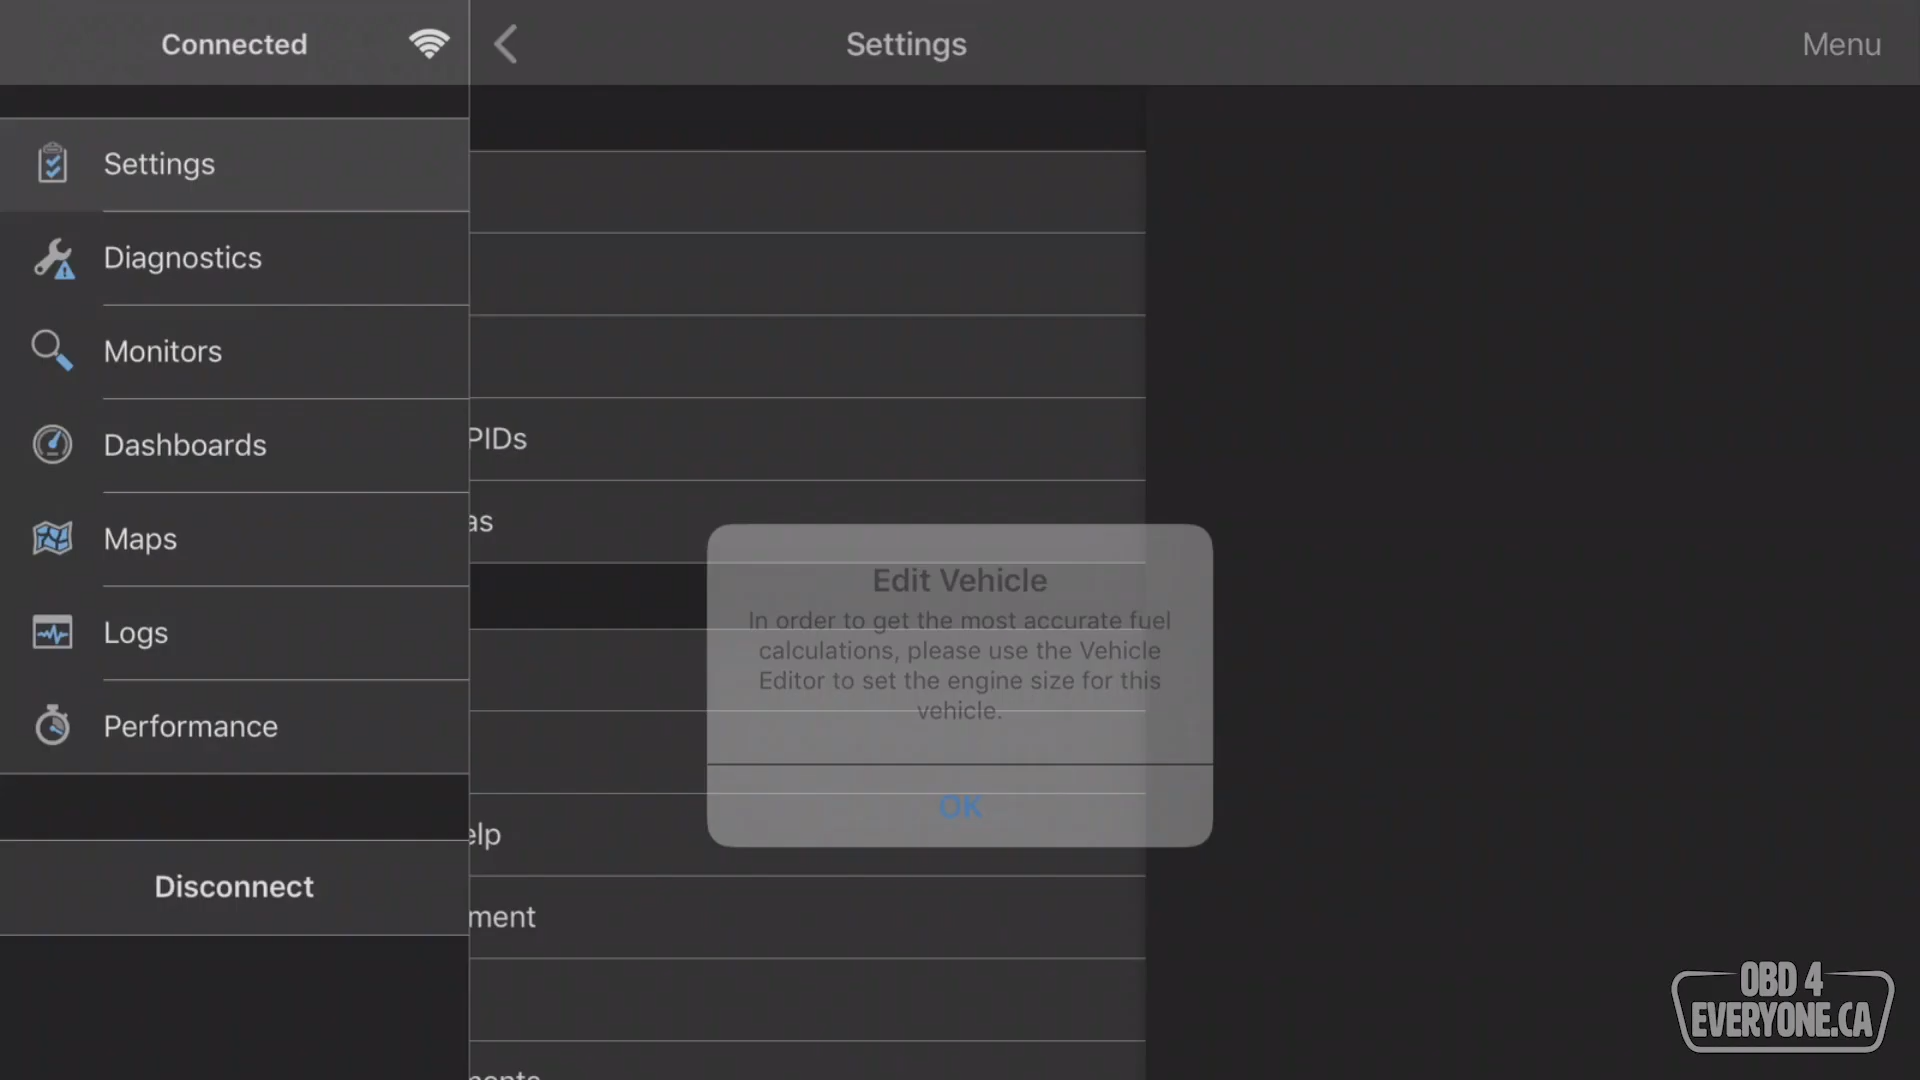 Connected
Settings
Menu
Settings
Diagnostics
Monitors
Dashboards
Maps
Logs
Performance
Disconnect
PIDs
as
elp
ment
Edit Vehicle
In order to get the most accurate fuel
calculations, please use the Vehicle
Editor to set the engine size for this
vehicle.
OK
OBD 4
EVERYONE.CA